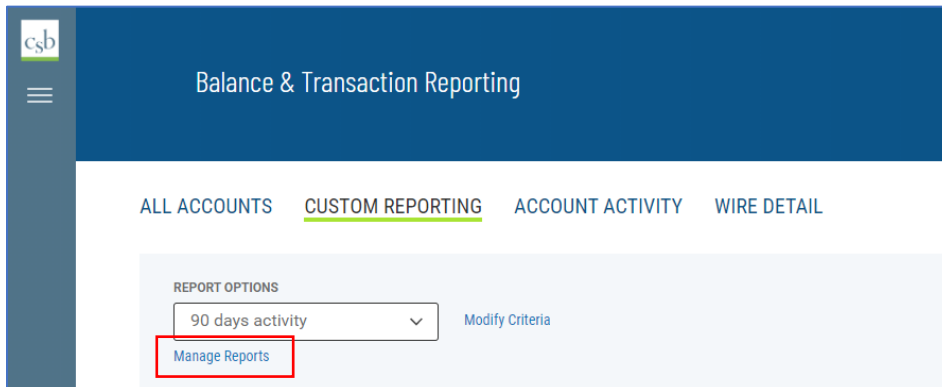 csb
Balance & Transaction Reporting
ALL ACCOUNTS CUSTOM REPORTING ACCOUNT ACTIVITY WIRE DETAIL
REPORT OPTIONS
90 days activity Modify Criteria
Manage Reports